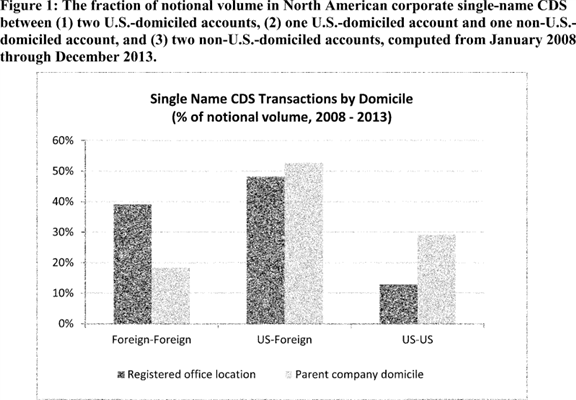 Figure 1: The fraction of notional volume in North American corporate single-name CDS
between (1) two U.S.-domiciled accounts, (2) one U.S.-domiciled account and one non-U.S.-
domiciled account, and (3) two non-U.S.-domiciled accounts, computed from January 2008
through December 2013.
Single Name CDS Transactions by Domicile
(% of notional volume, 2008 - 2013)
60%
50%
40%
30%
20%
10%
0%
Foreign-Foreign US-Foreign US-US
Registered office location Parent company domicile